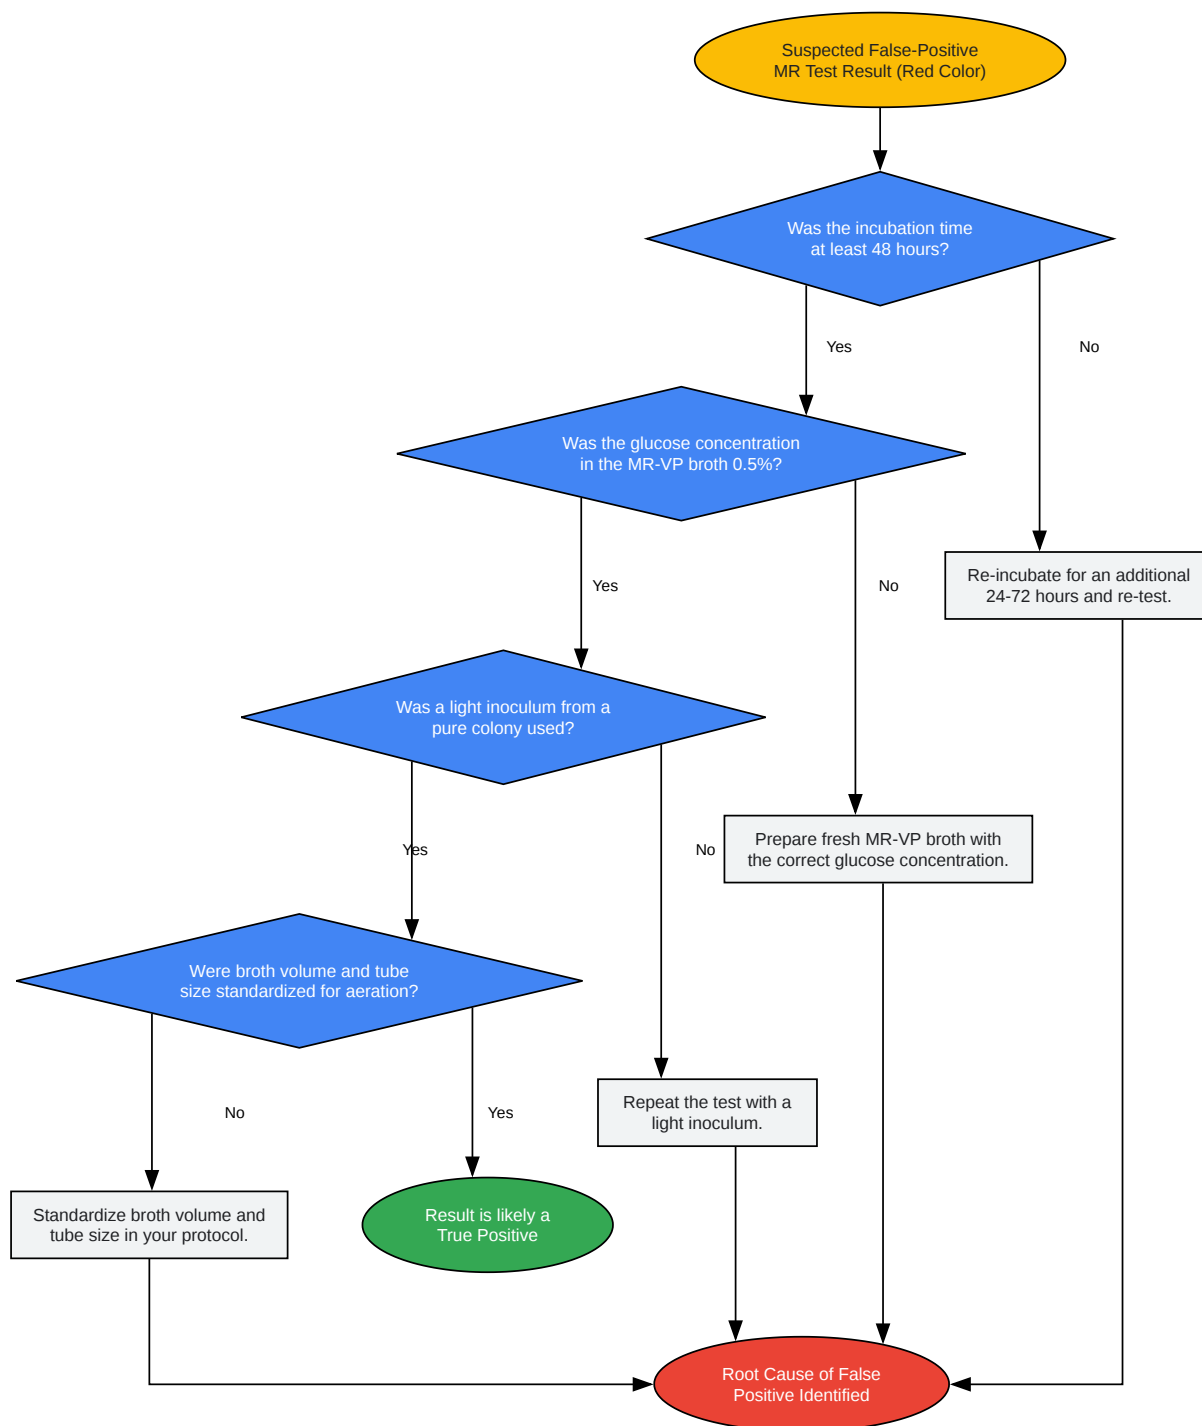 Suspected False-Positive
MR Test Result (Red Color)
Was the incubation time
at least 48 hours?
Yes
No
Was the glucose concentration
in the MR-VP broth 0.5%?
Yes
No
Re-incubate for an additional
24-72 hours and re-test.
Was a light inoculum from a
pure colony used?
Yes
No
Prepare fresh MR-VP broth with
the correct glucose concentration.
Were broth volume and tube
size standardized for aeration?
No
Yes
Repeat the test with a
light inoculum.
Standardize broth volume and
tube size in your protocol.
Result is likely a
True Positive
Root Cause of False
Positive Identified